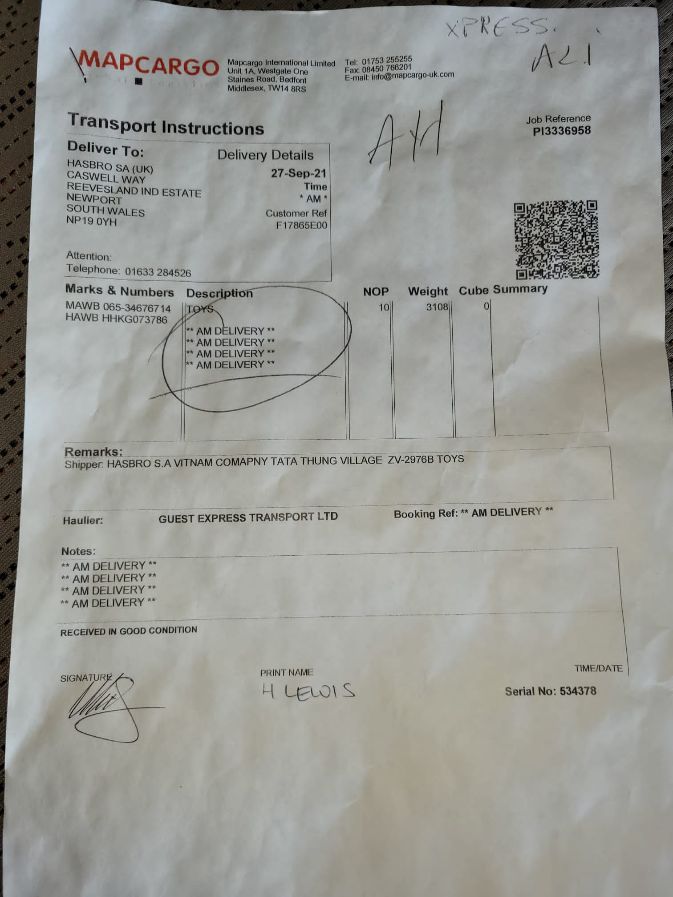 XPRESS.
ALI
MAPCARGO
Mapcargo International Limited
Unit 1A, Westgate One
Staines Road, Bedfont
Middlesex, TW14 8RS
Tel: 01753 255255
Fax: 08450 766201
E-mail: info@mapcargo-uk.com
Transport Instructions
Job Reference
PI3336958
Deliver To:
HASBRO SA (UK)
CASWELL WAY
REEVESLAND IND ESTATE
NEWPORT
SOUTH WALES
NP19 0YH
Attention:
Telephone: 01633 284526
Delivery Details
27-Sep-21
Time
* AM *
Customer Ref
F17865E00
Marks & Numbers Description NOP Weight Cube Summary
MAWB 065-34676714 TOYS 10 3108 0
HAWB HHKG073786
** AM DELIVERY **
** AM DELIVERY **
** AM DELIVERY **
** AM DELIVERY **
Remarks:
Shipper: HASBRO S.A VITNAM COMAPNY TATA THUNG VILLAGE ZV-2976B TOYS
Haulier: GUEST EXPRESS TRANSPORT LTD Booking Ref: ** AM DELIVERY **
Notes:
** AM DELIVERY **
** AM DELIVERY **
** AM DELIVERY **
** AM DELIVERY **
RECEIVED IN GOOD CONDITION
SIGNATURE PRINT NAME TIME/DATE
H LEWIS
Serial No: 534378